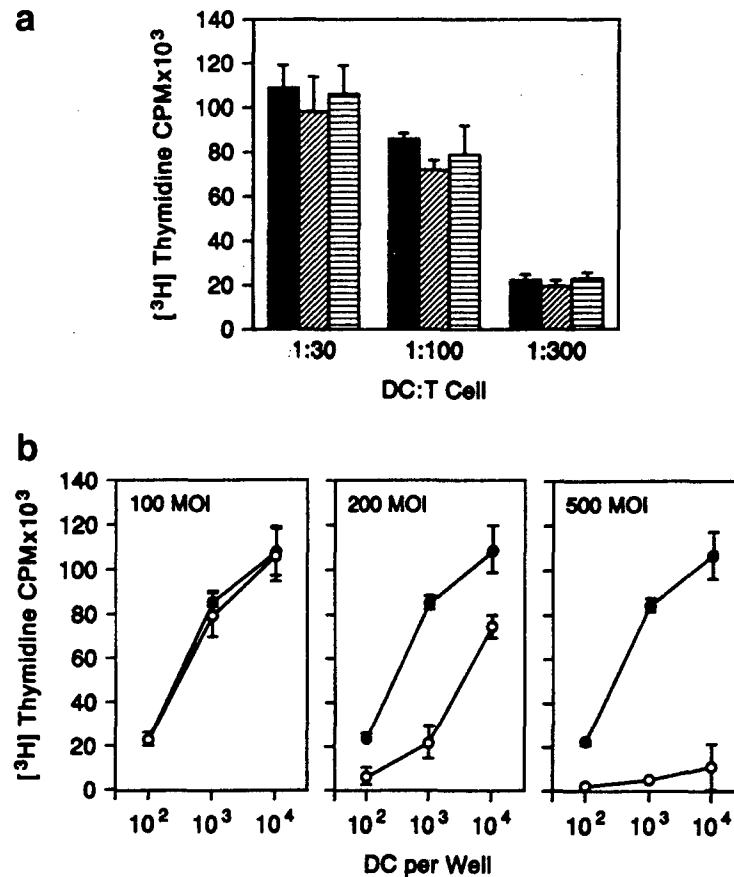 a
[³H] Thymidine CPMx10³
140
120
100
80
60
40
20
0
1:30 1:100 1:300
DC:T Cell
b
[³H] Thymidine CPMx10³
140
120
100
80
60
40
20
0
100 MOI 200 MOI 500 MOI
10² 10³ 10⁴ 10² 10³ 10⁴ 10² 10³ 10⁴
DC per Well